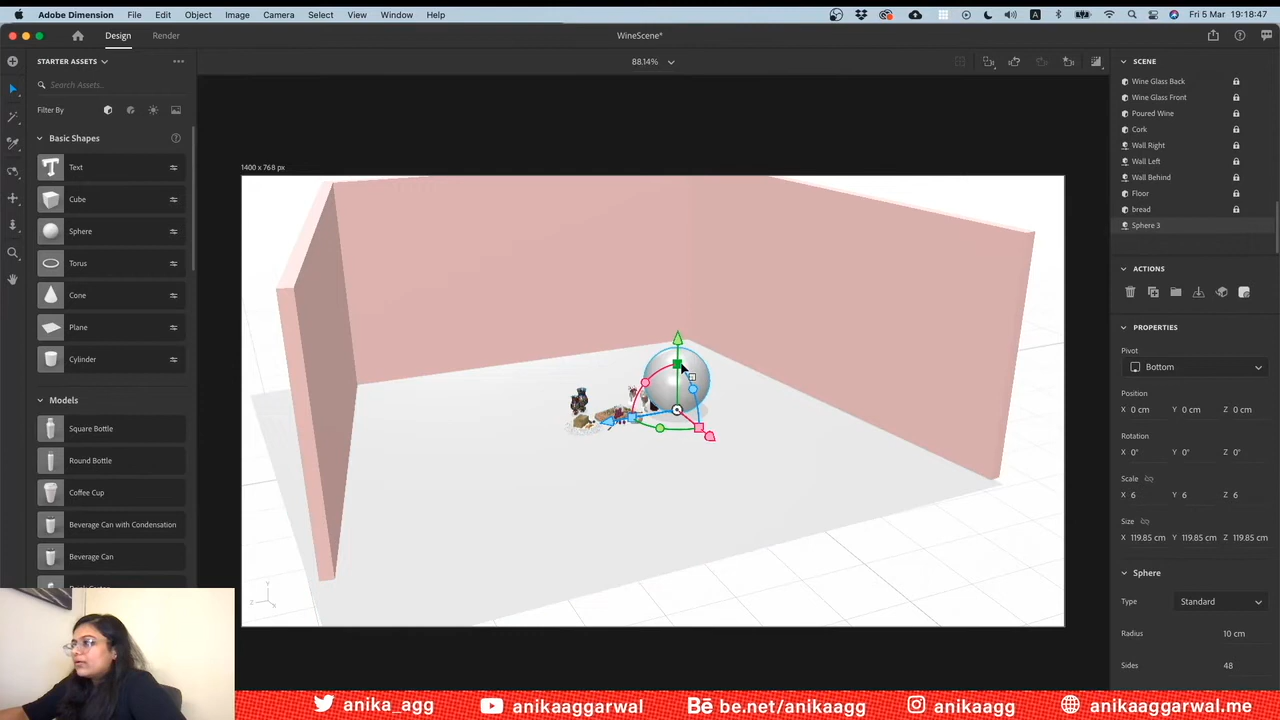 Adobe Dimension File Edit Object Image Camera Select View Window Help A Fri 5 Mar 19:18:47
Design Render WineScene*
STARTER ASSETS
88.14%
Search Assets..
Filter By
Basic Shapes
Text
Cube
Sphere
Torus
Cone
Plane
Cylinder
Models
Square Bottle
Round Bottle
Coffee Cup
Beverage Can with Condensation
Beverage Can
1400 x 768 px
Y
Z
X
SCENE
Wine Glass Back
Wine Glass Front
Poured Wine
Cork
Wall Right
Wall Left
Wall Behind
Floor
bread
Sphere 3
ACTIONS
PROPERTIES
Pivot
Bottom
Position
X 0 cm Y 0 cm Z 0 cm
Rotation
X 0° Y 0° Z 0°
Scale
X 6 Y 6 Z 6
Size
X 119.85 cm Y 119.85 cm Z 119.85 cm
Sphere
Type Standard
Radius 10 cm
Sides 48
anika_agg anikaaggarwal Bē be.net/anikaagg anikaagg anikaaggarwal.me